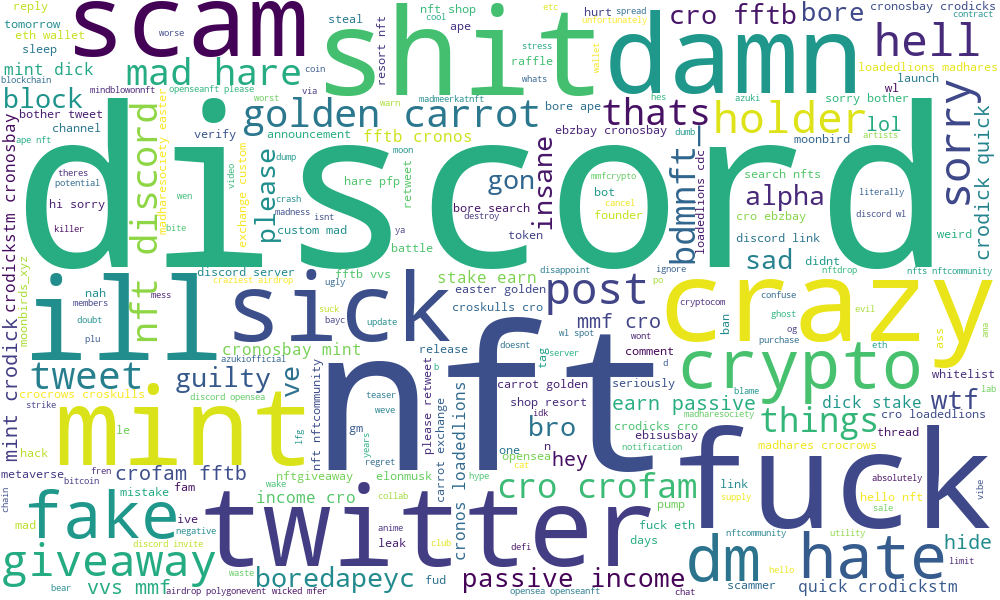 reply
tomorrow
steal
nft shop
cool
etc
hurt
spread
unfortunately
cro fftb
bore
cronosbay crodicks
contract
scam
worse
shit
ape
damn
hell
eth wallet
sleep
mint dick
blockchain
mad hare
coin
resort nft
stress
raffle
whats
wallet
loadedlions madhares
launch
wl
mindblowonnft
openseanft please
via
worst
warn
madmeerkatnft
hes
azuki
sorry bother
block
bother tweet
channel
verify
golden carrot
announcement
fftb cronos
bore ape
thats
holder
lol
artists
ebzbay cronosbay
dumb
moonbird
discord
nft discord
madharesociety easter
exchange custom
video
please
dump
moon
hare pfp
retweet
gon
insane
mmfcrypto
bot
cancel
founder
bdmnft_
loadedlions cdc
search nfts
alpha
sorry
crodick quick
theres
potential
hi sorry
killer
wen
bite
crash
madness
isnt
custom mad
ya
battle
bore search
destroy
token
cro ebzbay
discord link
literally
discord wl
weird
sad
didnt
mint crodick
crodickstm cronosbay
moonbirds_xyz
nah
members
doubt
plu
mess
ill
discord server
craziest airdrop
ugly
fftb vvs
suck
bayc
update
sick
stake earn
easter golden
croskulls cro
disappoint
post
ignore
po
nftdrop
nfts nftcommunity
crazy
cryptocom
confuse
ghost
og
purchase
evil
ban
eth
ass
ama
mmf cro
wl spot
wont
doesnt
server
tag
comment
d
cronosbay mint
azukiofficial
release
b
nft
tweet
guilty
ve
crypto
whitelist
lab
crocrows croskulls
strike
discord opensea
teaser
weve
gm
regret
years
nft nftcommunity
lfg
please retweet
carrot exchange
cronos loadedlions
carrot golden
shop resort
idk
seriously
earn passive
blame
madharesociety
dick stake
wtf
cro loadedlions
mint
le
hack
bro
one
n
hey
crodicks cro
ebisusbay
notification
things
thread
madhares crocrows
metaverse
bitcoin
chain
fren
crofam fftb
nftgiveaway
wake
elonmusk
hype
opensea
cat
cro crofam
link
supply
absolutely
hello nft
sale
vibe
fuck
mistake
fam
live
negative
mad
fake
discord invite
twitter
income cro
collab
anime
leak
club
defi
pump
fuck eth
days
nftcommunity
utility
hide
giveaway
bear
vvs mmf
waste
airdrop polygonevent wicked mfer
boredapeyc
fud
passive income
opensea openseanft
chat
dm hate
scammer
hello
limit
quick crodickstm